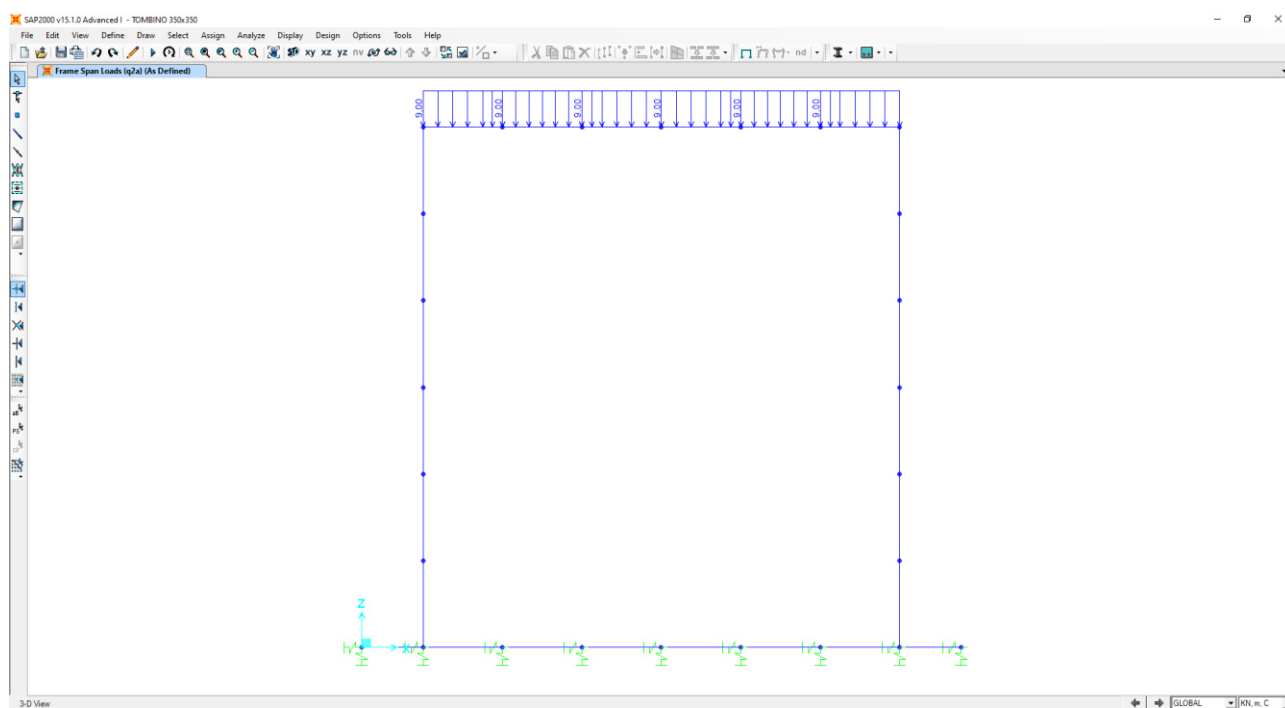 SAP2000 v15.1.0 Advanced I - TOMBINO 350x350
File Edit View Define Draw Select Assign Analyze Display Design Options Tools Help
xy xz yz nv nd
Frame Span Loads (q2a) (As Defined)
9.00 9.00 9.00 9.00 9.00 9.00
all
PS
Z
X
3-D View
GLOBAL
KN, m, C